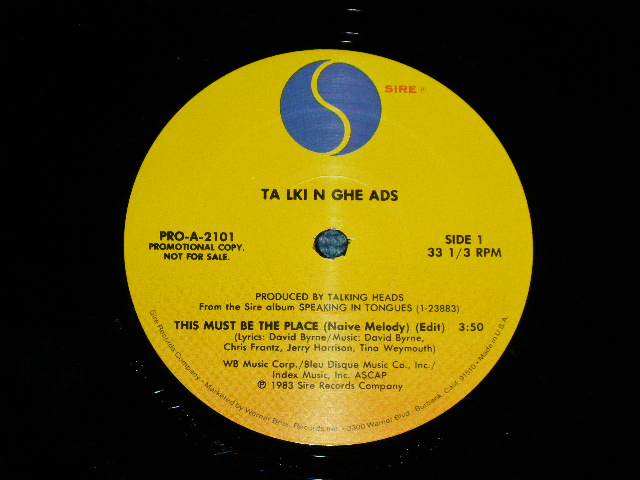 SIRE ®
TA LKI N GHE ADS
PRO-A-2101
PROMOTIONAL COPY.
NOT FOR SALE.
SIDE 1
33 1/3 RPM
PRODUCED BY TALKING HEADS
From the Sire album SPEAKING IN TONGUES (1-23883)
THIS MUST BE THE PLACE (Naive Melody) (Edit) 3:50
(Lyrics: David Byrne/Music: David Byrne,
Chris Frantz, Jerry Harrison, Tina Weymouth)
WB Music Corp./Bleu Disque Music Co., Inc./
Index Music, Inc. ASCAP
℗ 1983 Sire Records Company
Sire Records Company • Marketed by Warner Bros. Records Inc. • 3300 Warner Blvd., Burbank, Calif. 91510 • Made in U.S.A.